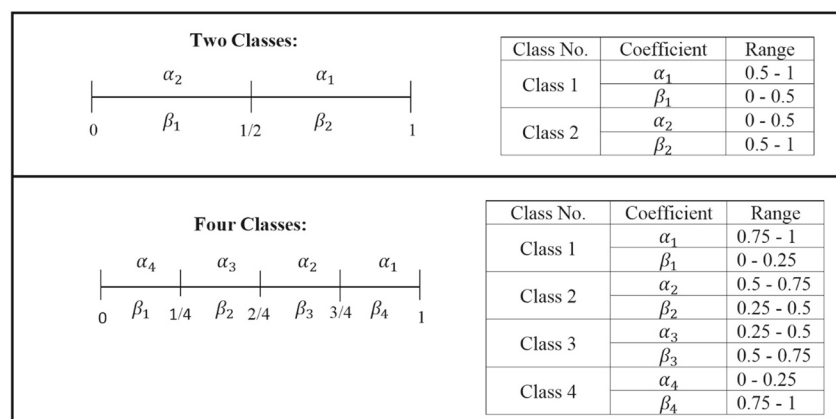 Two Classes:
α₂ α₁
0 β₁ 1/2 β₂ 1
Class No. Coefficient Range
Class 1 α₁ 0.5 - 1
β₁ 0 - 0.5
Class 2 α₂ 0 - 0.5
β₂ 0.5 - 1
Four Classes:
α₄ α₃ α₂ α₁
0 β₁ 1/4 β₂ 2/4 β₃ 3/4 β₄ 1
Class No. Coefficient Range
Class 1 α₁ 0.75 - 1
β₁ 0 - 0.25
Class 2 α₂ 0.5 - 0.75
β₂ 0.25 - 0.5
Class 3 α₃ 0.25 - 0.5
β₃ 0.5 - 0.75
Class 4 α₄ 0 - 0.25
β₄ 0.75 - 1